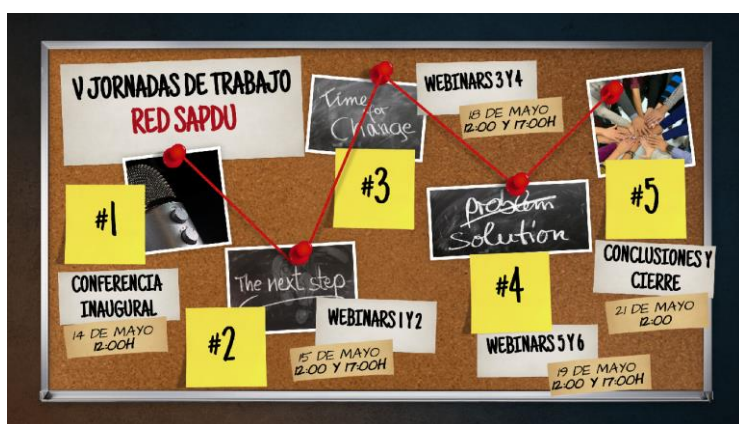 V JORNADAS DE TRABAJO
RED SAPDU
#1
CONFERENCIA
INAUGURAL
14 DE MAYO
12:00H
The next step
#2
WEBINARS 1 Y 2
15 DE MAYO
12:00 Y 17:00H
Time
for
Change
#3
WEBINARS 3 Y 4
18 DE MAYO
12:00 Y 17:00H
problem
solution
#4
WEBINARS 5 Y 6
19 DE MAYO
12:00 Y 17:00H
#5
CONCLUSIONES Y
CIERRE
21 DE MAYO
12:00